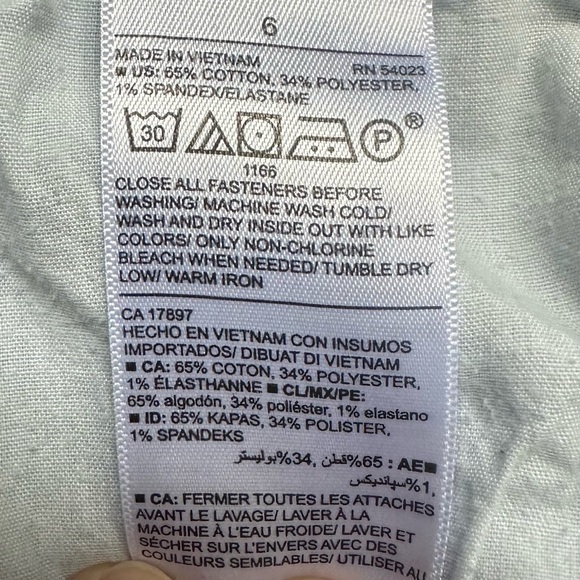 6
MADE IN VIETNAM RN 54023
■ US: 65% COTTON, 34% POLYESTER,
1% SPANDEX/ELASTANE
30 P ®
1166
CLOSE ALL FASTENERS BEFORE
WASHING/ MACHINE WASH COLD/
WASH AND DRY INSIDE OUT WITH LIKE
COLORS/ ONLY NON-CHLORINE
BLEACH WHEN NEEDED/ TUMBLE DRY
LOW/ WARM IRON
CA 17897
HECHO EN VIETNAM CON INSUMOS
IMPORTADOS/ DIBUAT DI VIETNAM
■ CA: 65% COTON, 34% POLYESTER,
1% ÉLASTHANNE ■ CL/MX/PE:
65% algodón, 34% poliéster, 1% elastano
■ ID: 65% KAPAS, 34% POLISTER,
1% SPANDEKS
■AE : 65%قطن, 34%بوليستر,
1%سباندیکس
■ CA: FERMER TOUTES LES ATTACHES
AVANT LE LAVAGE/ LAVER À LA
MACHINE À L'EAU FROIDE/ LAVER ET
SÉCHER SUR L'ENVERS AVEC DES
COULEURS SEMBLABLES/ UTILISER AU